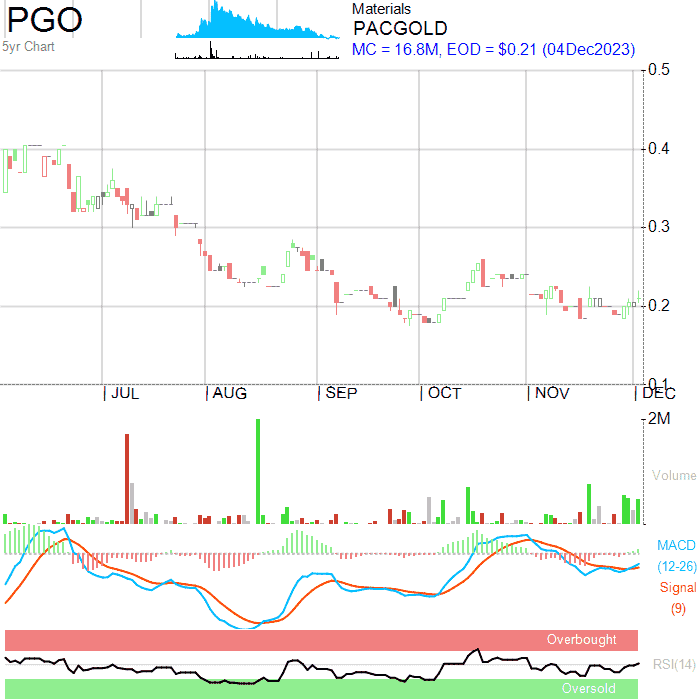 PGO
5yr Chart
Materials
PACGOLD
MC = 16.8M, EOD = $0.21 (04Dec2023)
0.5
0.4
0.3
0.2
0.1
JUL AUG SEP OCT NOV DEC
2M
Volume
MACD
(12-26)
Signal
(9)
Overbought
RSI(14)
Oversold